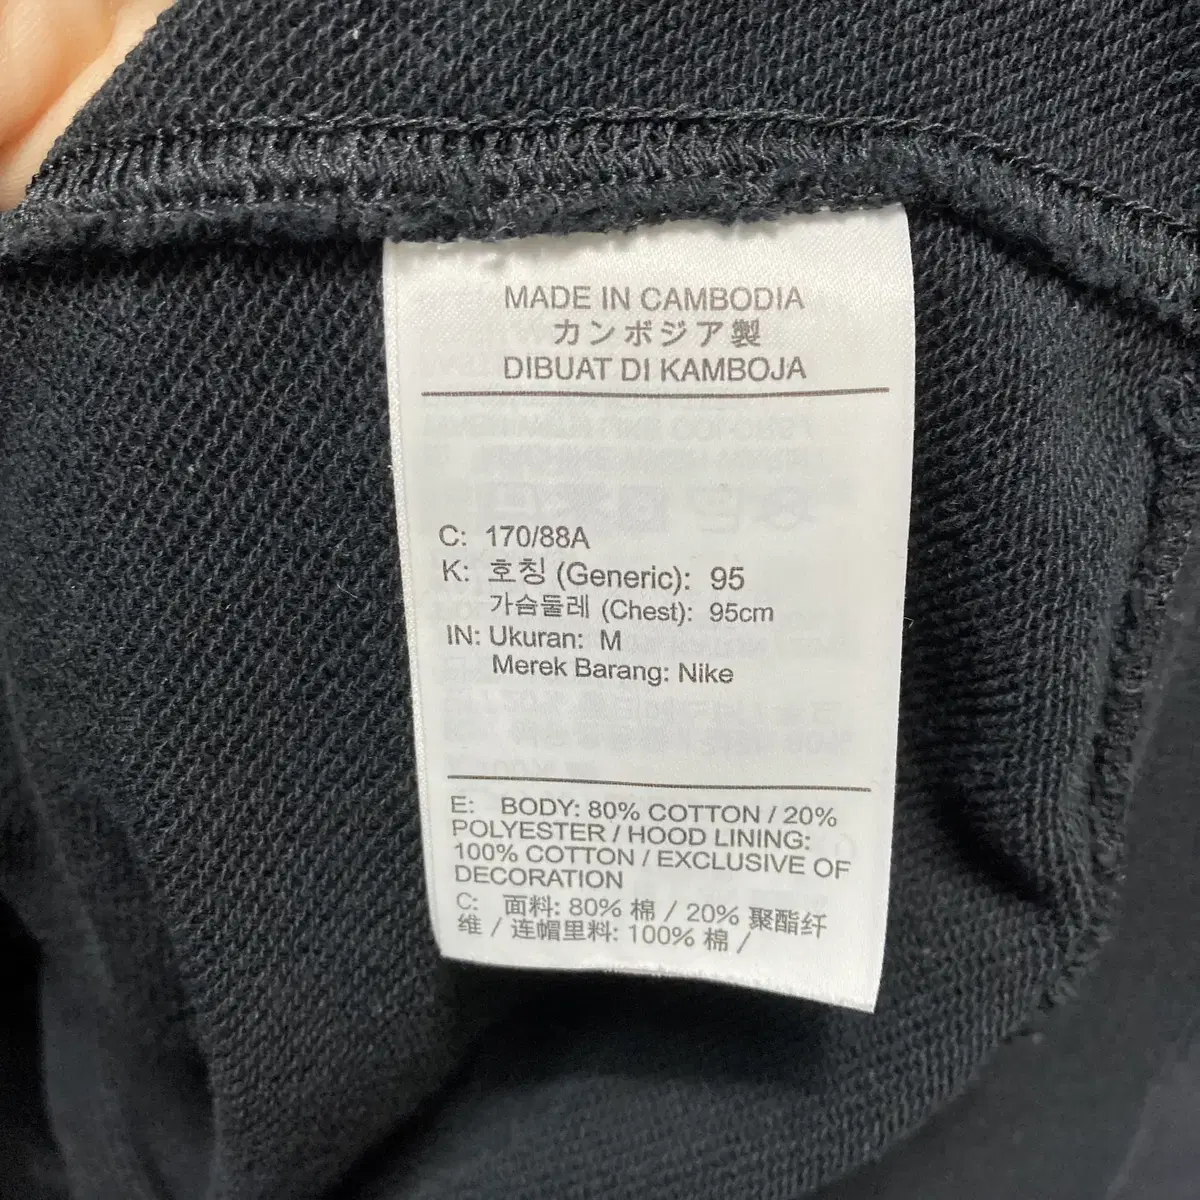 MADE IN CAMBODIA
カンボジア製
DIBUAT DI KAMBOJA
C: 170/88A
K: 호칭 (Generic): 95
가슴둘레 (Chest): 95cm
IN: Ukuran: M
Merek Barang: Nike
E: BODY: 80% COTTON / 20%
POLYESTER / HOOD LINING:
100% COTTON / EXCLUSIVE OF
DECORATION
C: 面料: 80% 棉 / 20% 聚酯纤
维 / 连帽里料: 100% 棉 /